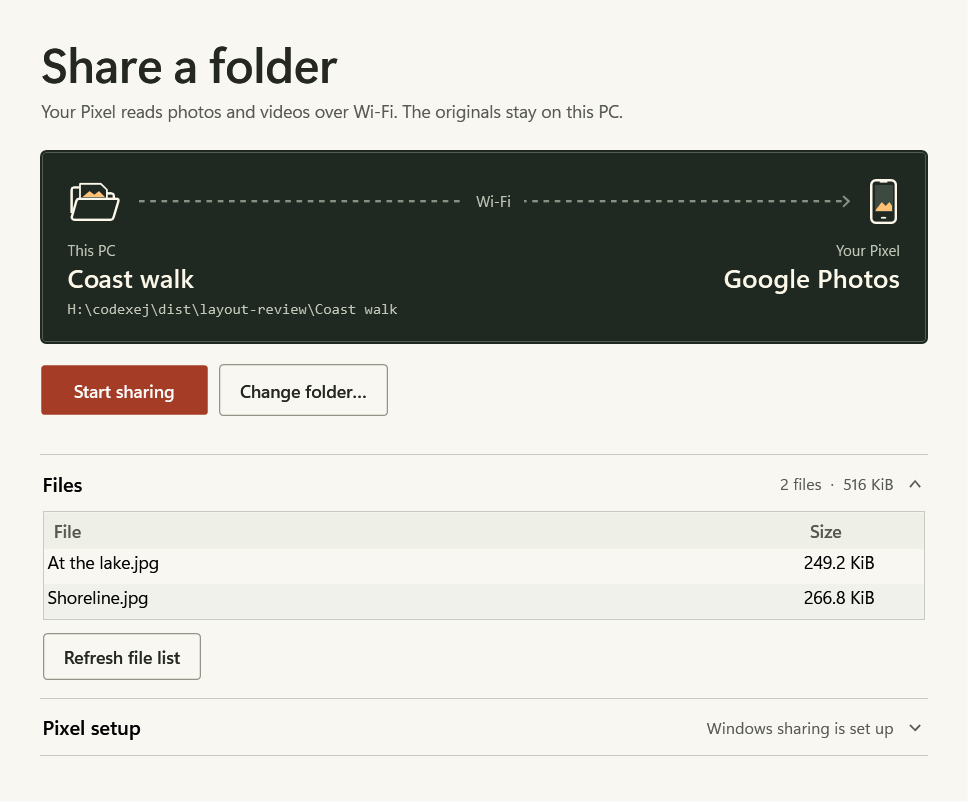 Share a folder
Your Pixel reads photos and videos over Wi-Fi. The originals stay on this PC.
Wi-Fi
This PC
Your Pixel
Coast walk
Google Photos
H:\codexej\dist\layout-review\Coast walk
Start sharing
Change folder...
Files
2 files · 516 KiB
File Size
At the lake.jpg 249.2 KiB
Shoreline.jpg 266.8 KiB
Refresh file list
Pixel setup
Windows sharing is set up